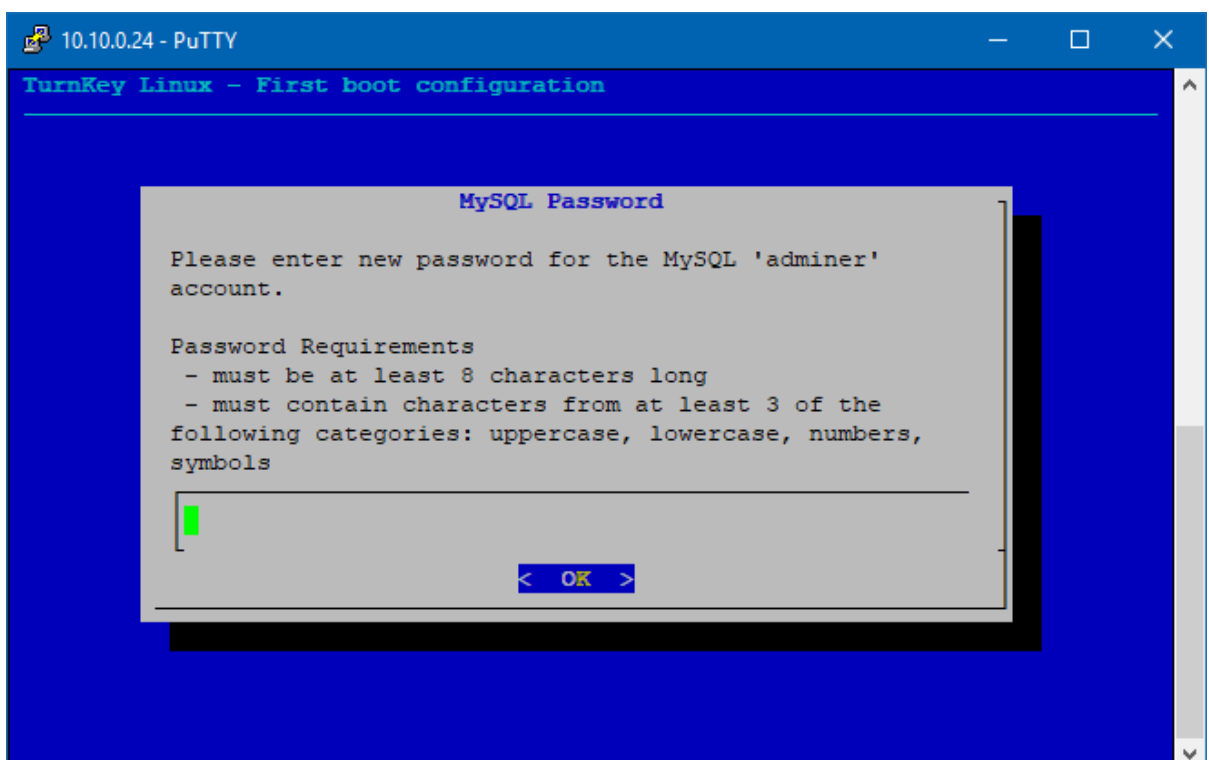 10.10.0.24 - PuTTY
TurnKey Linux - First boot configuration
MySQL Password
Please enter new password for the MySQL 'adminer'
account.
Password Requirements
- must be at least 8 characters long
- must contain characters from at least 3 of the
following categories: uppercase, lowercase, numbers,
symbols
< OK >